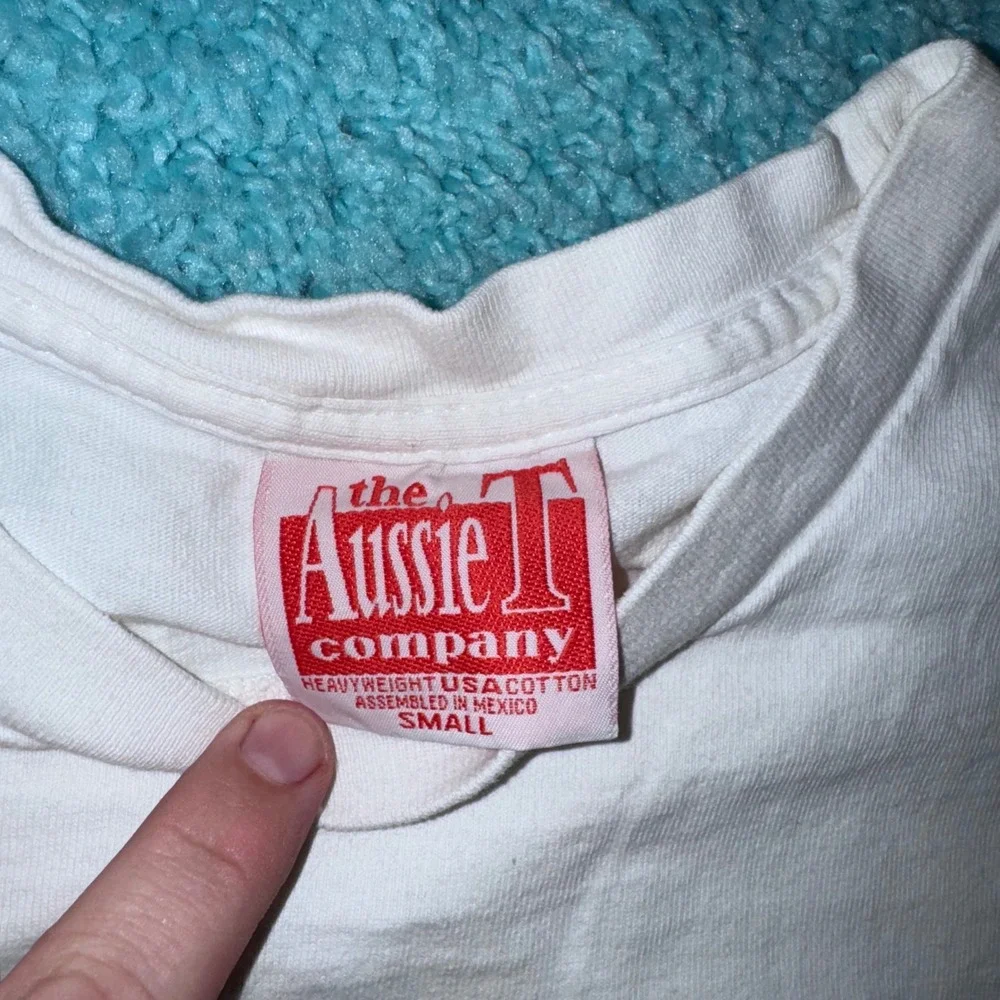 the
Aussie T
company
HEAVYWEIGHT USA COTTON
ASSEMBLED IN MEXICO
SMALL